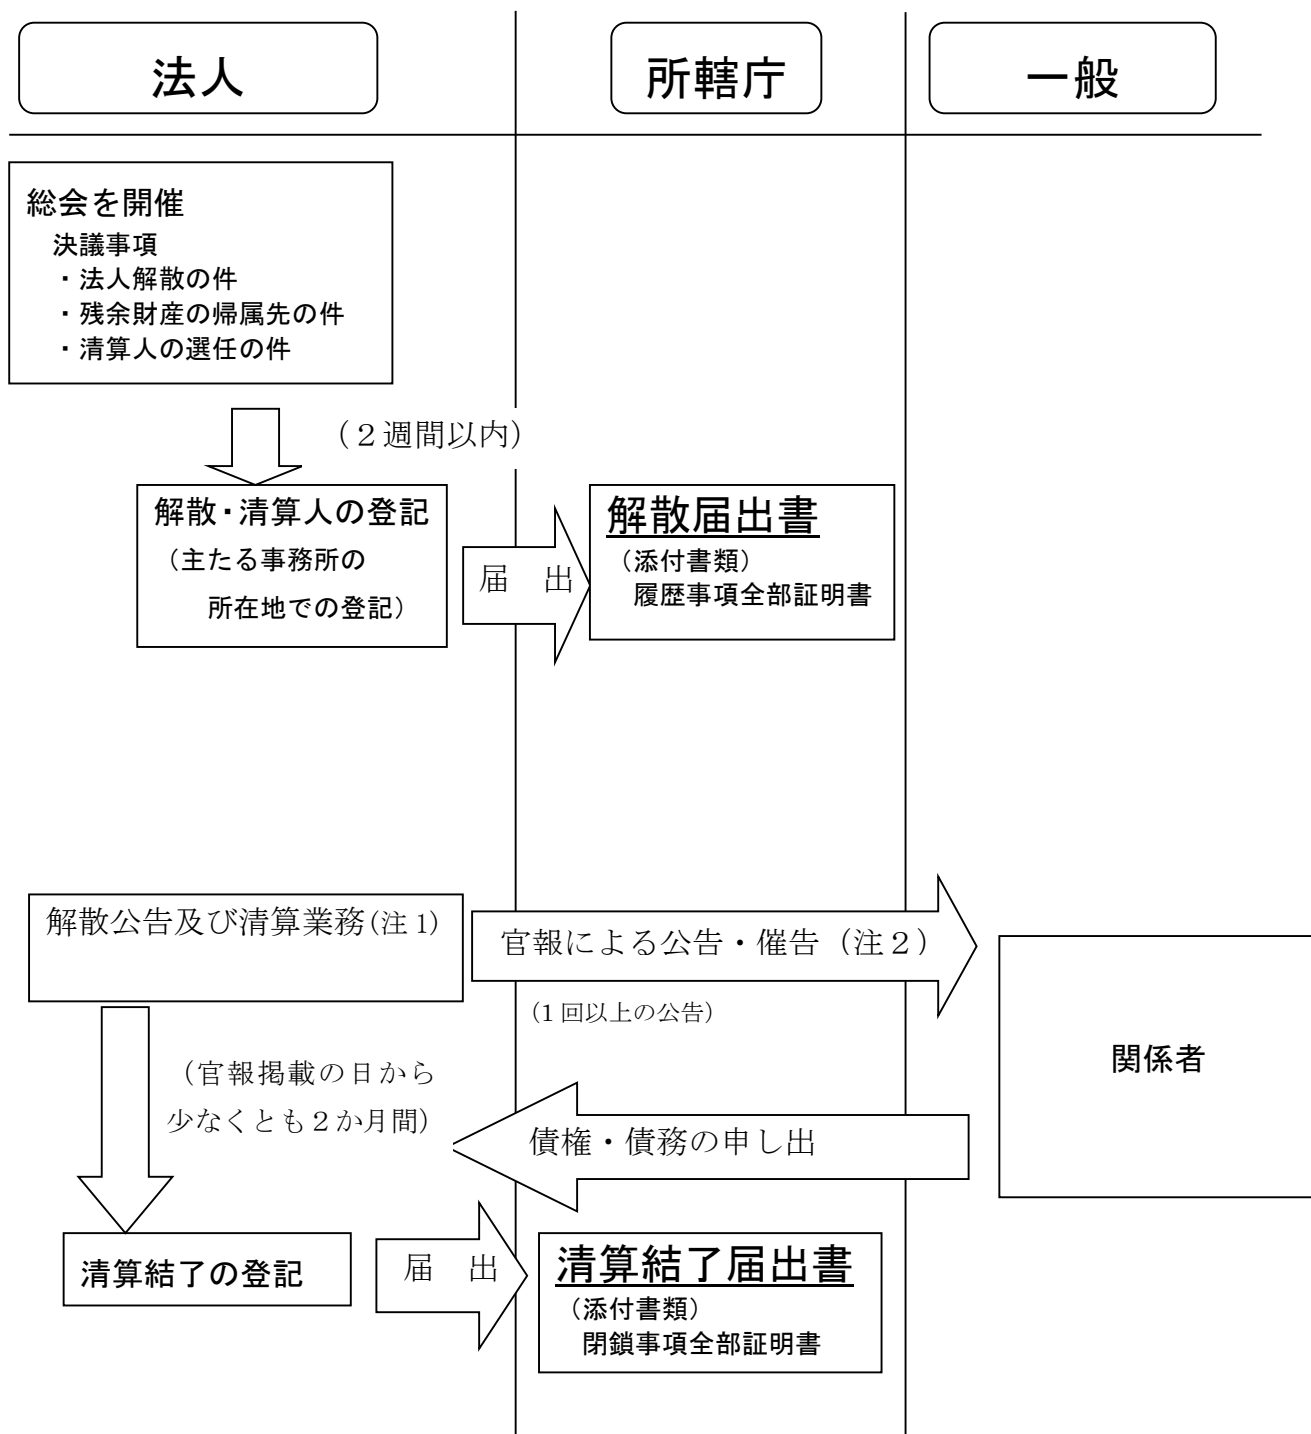 法人
所轄庁
一般
総会を開催
決議事項
・法人解散の件
・残余財産の帰属先の件
・清算人の選任の件
（２週間以内）
解散・清算人の登記
（主たる事務所の
所在地での登記）
届　出
解散届出書
（添付書類）
履歴事項全部証明書
解散公告及び清算業務(注1)
官報による公告・催告（注２）
（1回以上の公告）
関係者
（官報掲載の日から
少なくとも２か月間）
債権・債務の申し出
清算結了の登記
届　出
清算結了届出書
（添付書類）
閉鎖事項全部証明書